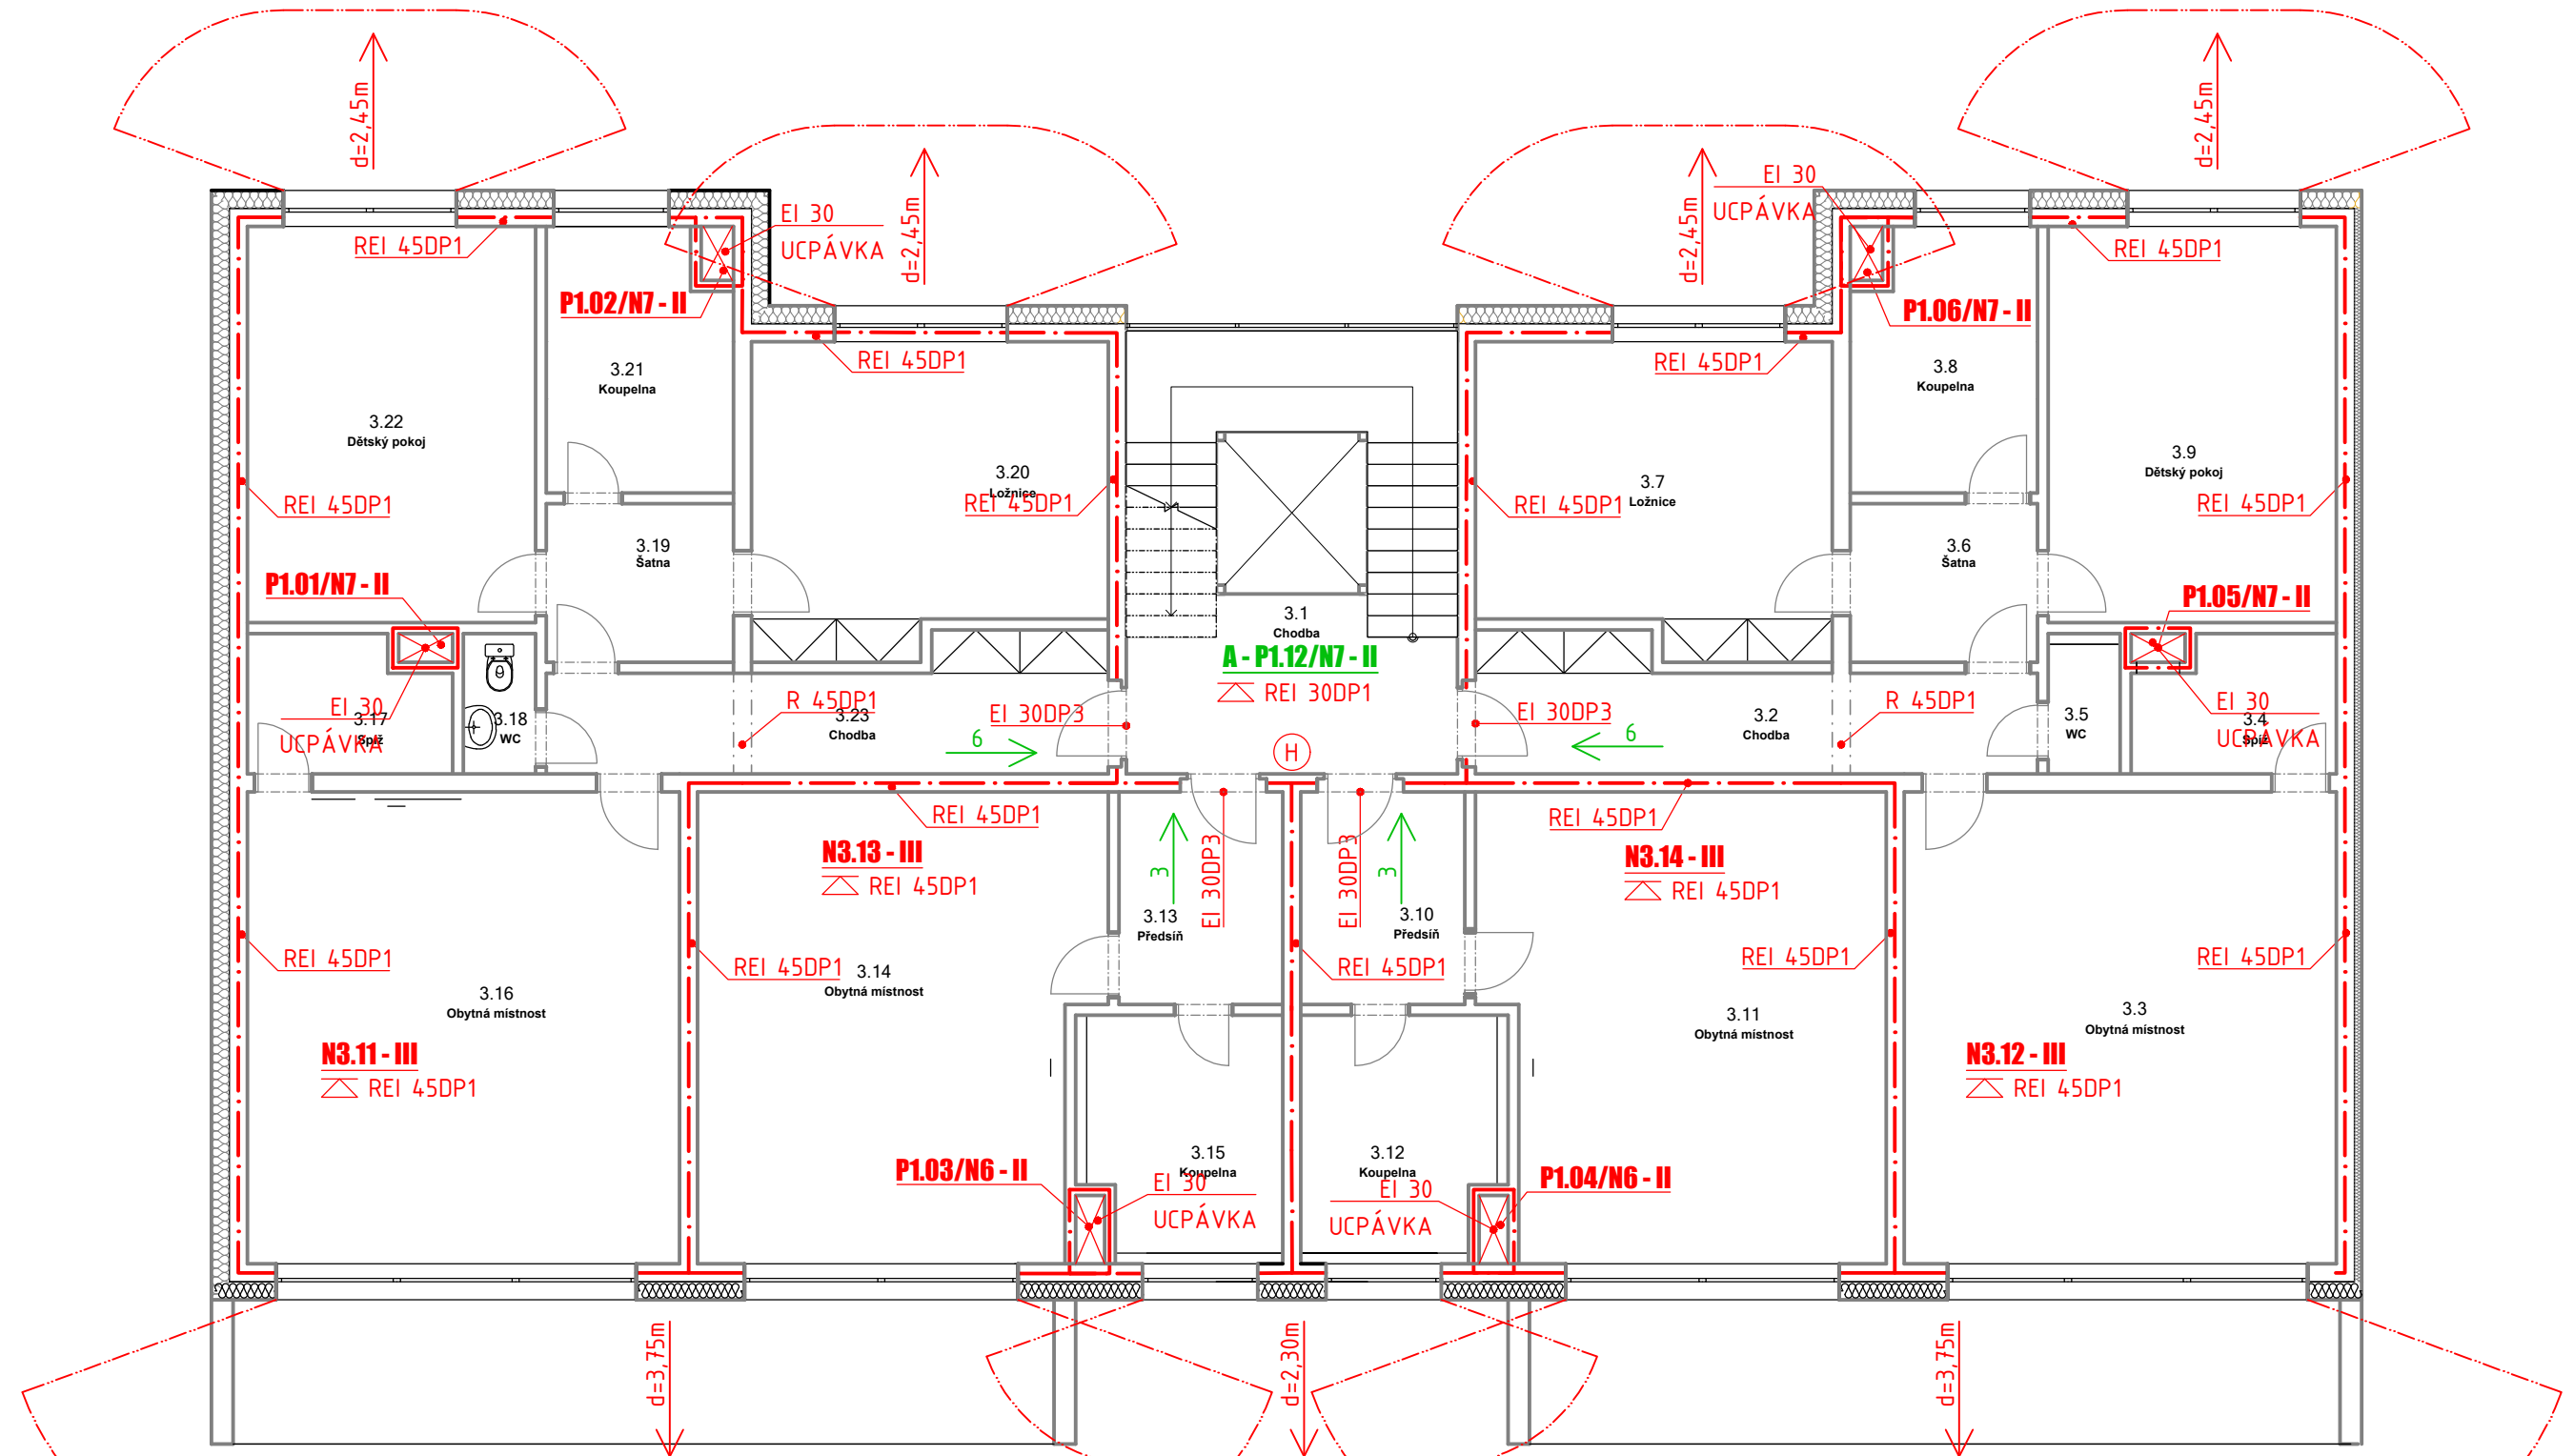 d=2,45m
d=2,45m
d=2,45m
d=2,45m
EI 30
UCPÁVKA
EI 30
UCPÁVKA
REI 45DP1
REI 45DP1
P1.02/N7 - II
P1.06/N7 - II
REI 45DP1
REI 45DP1
3.21
Koupelna
3.8
Koupelna
3.22
Dětský pokoj
3.20
Ložnice
REI 45DP1
3.7
Ložnice
REI 45DP1
3.9
Dětský pokoj
REI 45DP1
REI 45DP1
3.19
Šatna
3.6
Šatna
P1.01/N7 - II
P1.05/N7 - II
3.1
Chodba
A - P1.12/N7 - II
REI 30DP1
EI 30
UCPÁVKA
3.17
Spíž
3.18
WC
R 45DP1
3.23
Chodba
6
EI 30DP3
H
EI 30DP3
6
3.2
Chodba
R 45DP1
3.5
WC
EI 30
UCPÁVKA
3.4
Spíž
REI 45DP1
REI 45DP1
N3.13 - III
REI 45DP1
N3.14 - III
REI 45DP1
3
EI 30DP3
EI 30DP3
3
3.13
Předsíň
3.10
Předsíň
REI 45DP1
REI 45DP1
3.14
Obytná místnost
REI 45DP1
REI 45DP1
REI 45DP1
3.16
Obytná místnost
3.11
Obytná místnost
3.3
Obytná místnost
N3.11 - III
REI 45DP1
N3.12 - III
REI 45DP1
3.15
Koupelna
3.12
Koupelna
P1.03/N6 - II
EI 30
UCPÁVKA
EI 30
UCPÁVKA
P1.04/N6 - II
d=3,75m
d=2,30m
d=3,75m